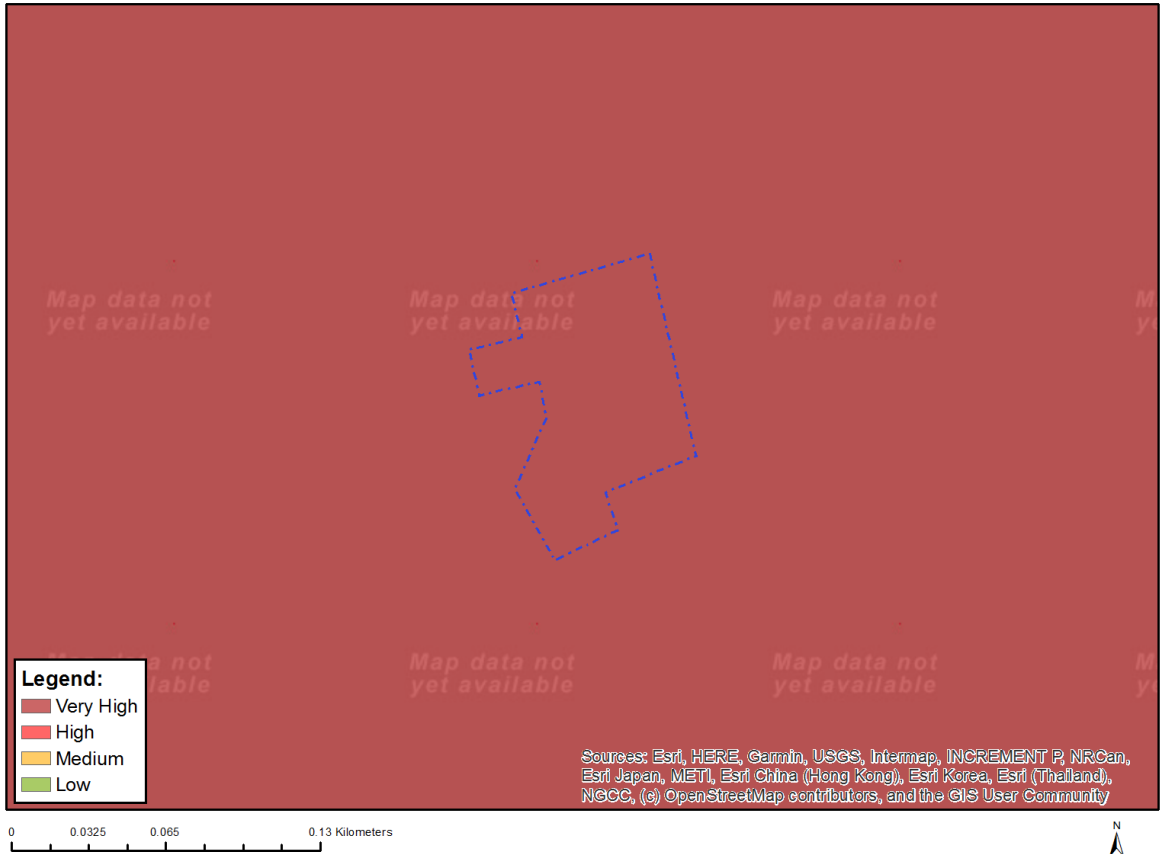 Map data not
yet available
Map data not
yet available
Map data not
yet available
M
y
a not
lable
Map data not
yet available
Map data not
yet available
M
y
Legend:
Very High
High
Medium
Low
Sources: Esri, HERE, Garmin, USGS, Intermap, INCREMENT P, NRCan,
Esri Japan, METI, Esri China (Hong Kong), Esri Korea, Esri (Thailand),
NGCC, (c) OpenStreetMap contributors, and the GIS User Community
0 0.0325 0.065 0.13 Kilometers
N